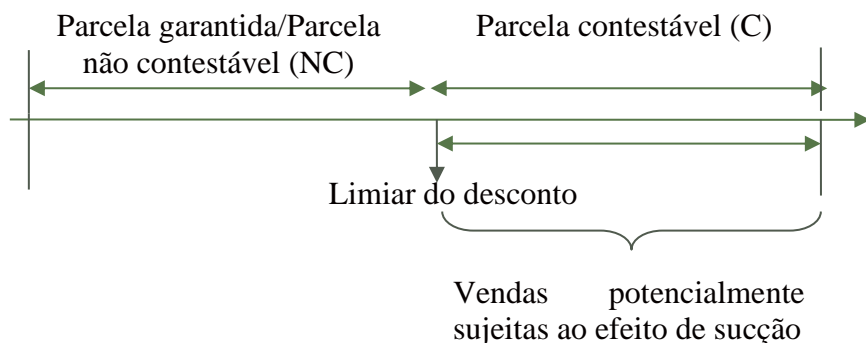 Parcela garantida/Parcela
não contestável (NC)
Parcela contestável (C)
Limiar do desconto
Vendas potencialmente
sujeitas ao efeito de sucção